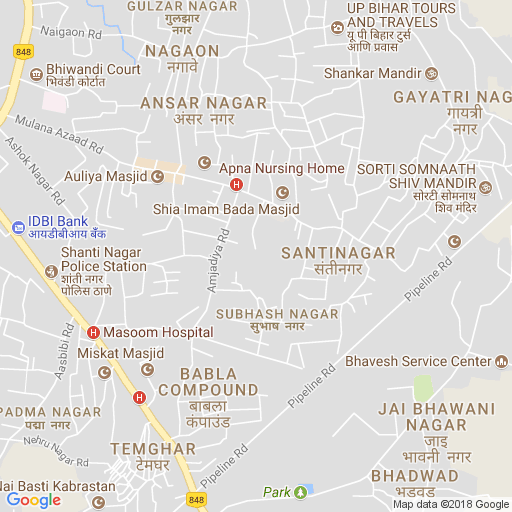 GULZAR NAGAR
गुलझार
नगर
Naigaon Rd
UP BIHAR TOURS
AND TRAVELS
यू पी बिहार टुर्स
आणि प्रवास
848
NAGAON
नगावे
Bhiwandi Court
भिवंडी कोर्टात
Shankar Mandir
ANSAR NAGAR
अंसर नगर
GAYATRI NAG
गायत्री
नगर
Mulana Azaad Rd
Ashok Nagar Rd
Auliya Masjid
Apna Nursing Home
H
SORTI SOMNAATH
SHIV MANDIR
सोरटी सोमनाथ
शिव मंदिर
Shia Imam Bada Masjid
IDBI Bank
आयडीबीआय बँक
Shanti Nagar
Police Station
शांती नगर
पोलिस ठाणे
Amjadiya Rd
SANTINAGAR
संतीनगर
Pipeline Rd
SUBHASH NAGAR
सुभाष नगर
Aasbibi Rd
H
Masoom Hospital
Miskat Masjid
Bhavesh Service Center
BABLA
COMPOUND
बाबला
कंपाउंड
Pipeline Rd
H
PADMA NAGAR
पद्मा नगर
JAI BHAWANI
NAGAR
जाइ
भावनी नगर
Nehru Nagar Rd
TEMGHAR
टेमघर
Pipeline Rd
BHADWAD
भडवड
Nai Basti Kabrastan
Park
848
Google
Map data ©2018 Google